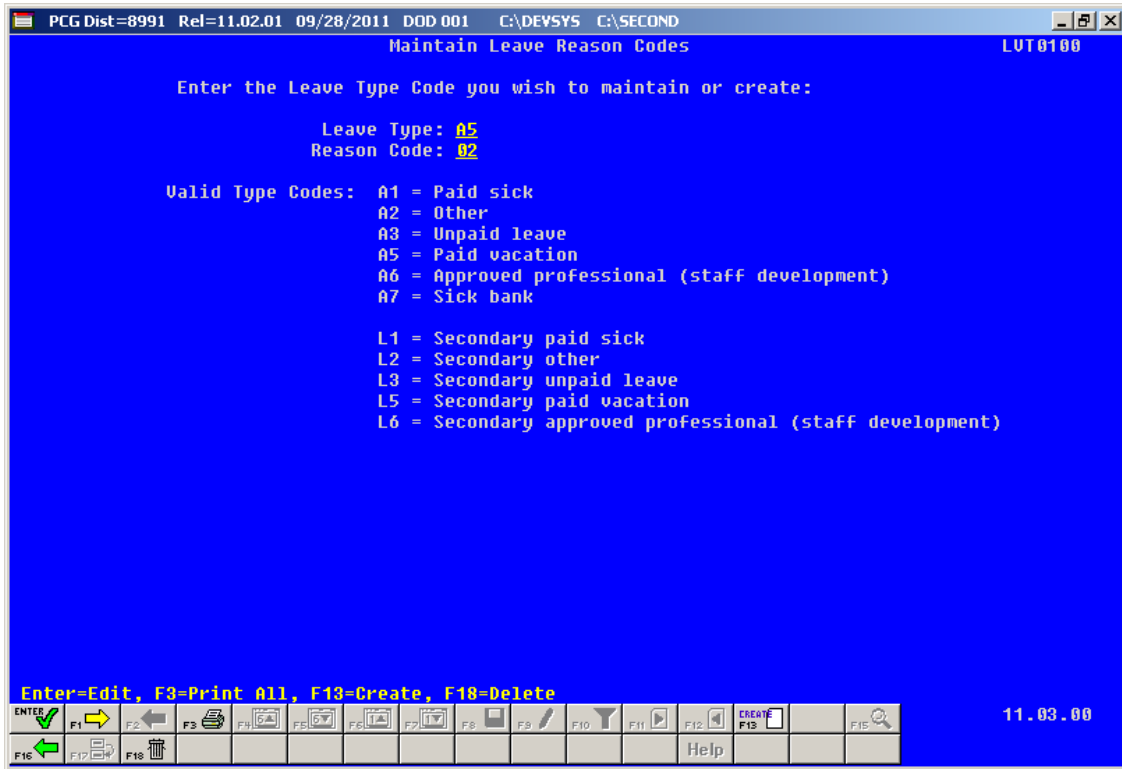 PCG Dist=8991 Rel=11.02.01 09/28/2011 DOD 001 C:\DEVSYS C:\SECOND
Maintain Leave Reason Codes LVT0100
Enter the Leave Type Code you wish to maintain or create:
Leave Type: A5
Reason Code: 02
Valid Type Codes: A1 = Paid sick
A2 = Other
A3 = Unpaid leave
A5 = Paid vacation
A6 = Approved professional (staff development)
A7 = Sick bank
L1 = Secondary paid sick
L2 = Secondary other
L3 = Secondary unpaid leave
L5 = Secondary paid vacation
L6 = Secondary approved professional (staff development)
Enter=Edit, F3=Print All, F13=Create, F18=Delete
ENTER F1 F2 F3 F4 F5 F6 F7 F8 F9 F10 F11 F12 CREATE F13 F15 11.03.00
F16 F17 F18 Help